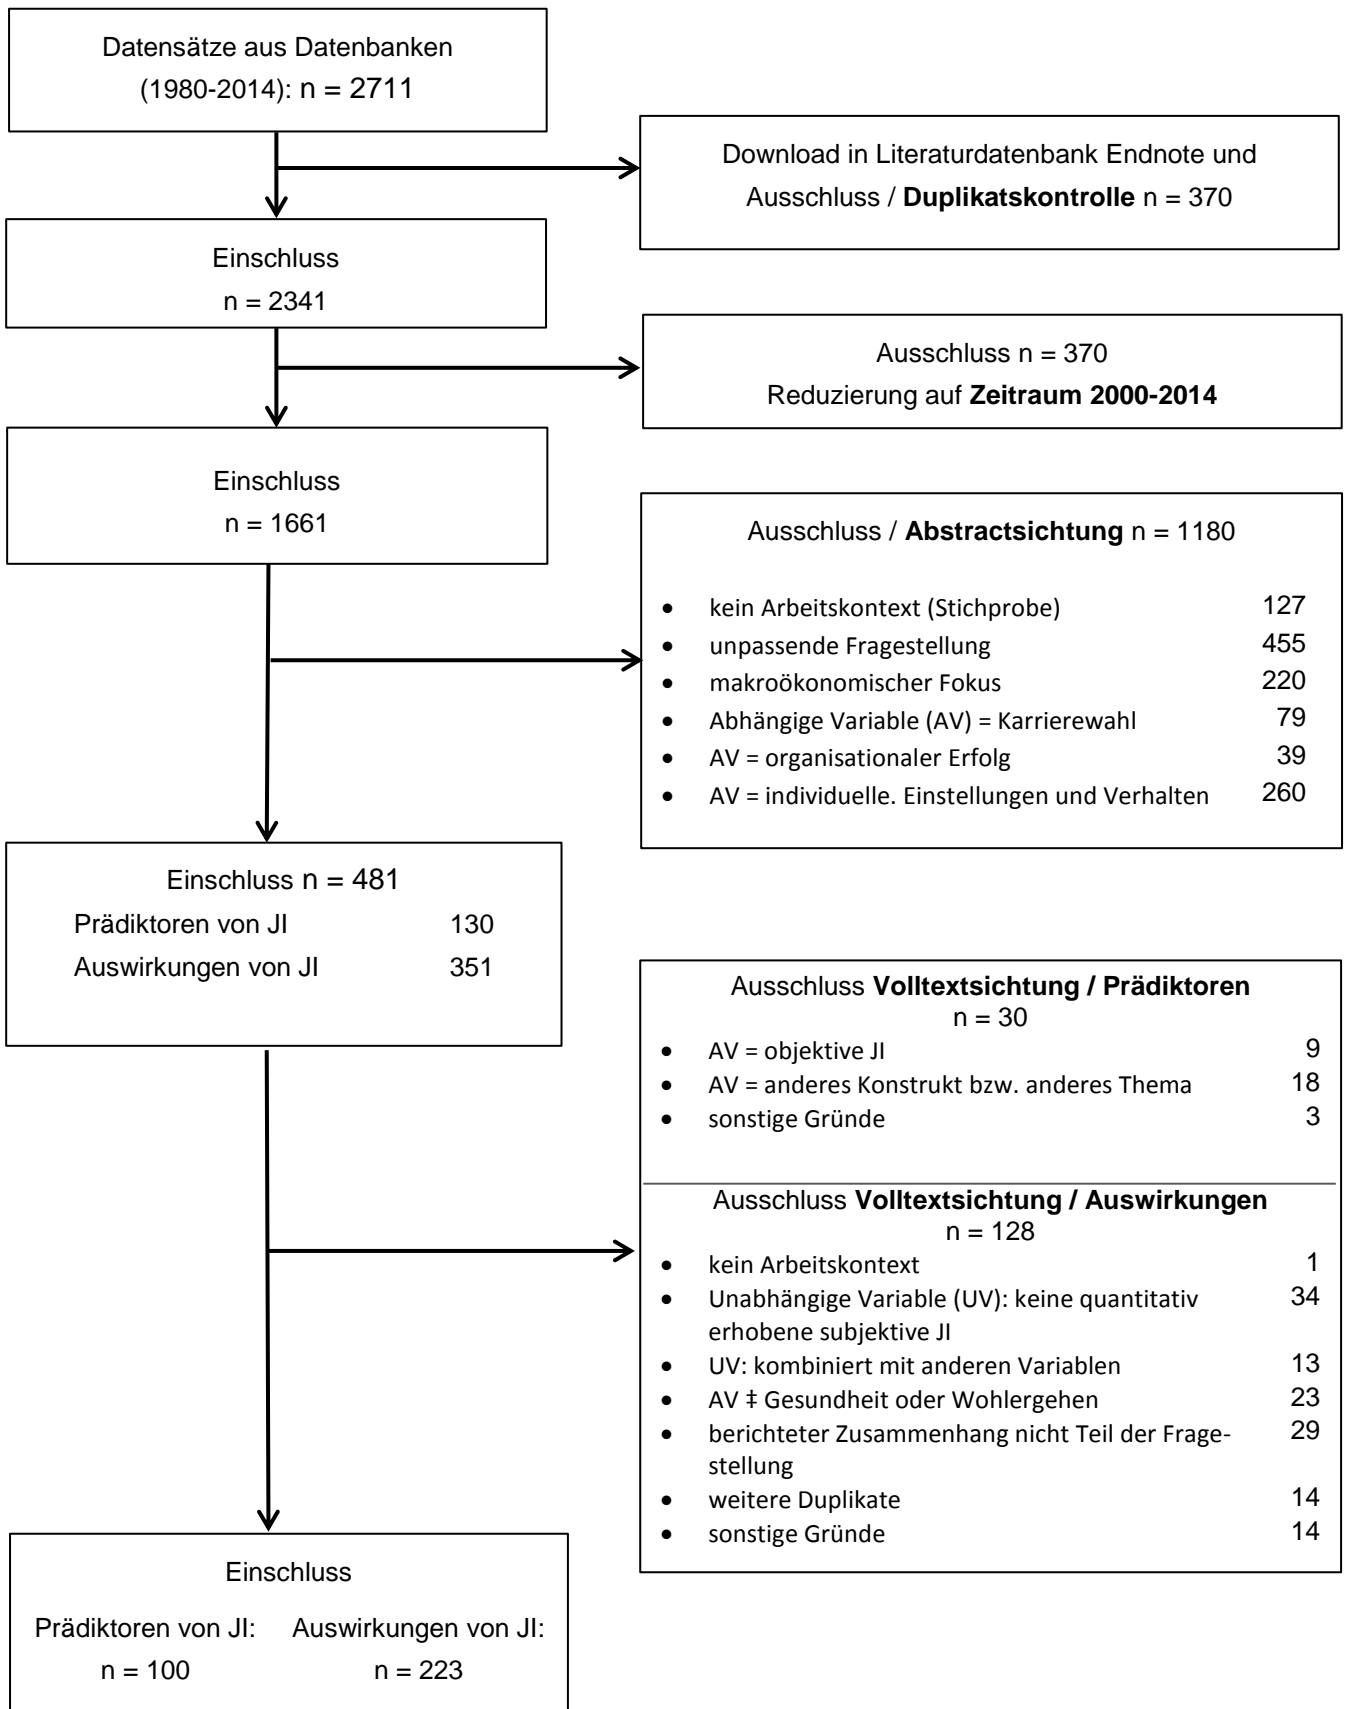 Datensätze aus Datenbanken
(1980-2014): n = 2711
Download in Literaturdatenbank Endnote und
Ausschluss / Duplikatskontrolle n = 370
Einschluss
n = 2341
Ausschluss n = 370
Reduzierung auf Zeitraum 2000-2014
Einschluss
n = 1661
Ausschluss / Abstractsichtung n = 1180
• kein Arbeitskontext (Stichprobe) 127
• unpassende Fragestellung 455
• makroökonomischer Fokus 220
• Abhängige Variable (AV) = Karrierewahl 79
• AV = organisationaler Erfolg 39
• AV = individuelle. Einstellungen und Verhalten 260
Einschluss n = 481
Prädiktoren von JI 130
Auswirkungen von JI 351
Ausschluss Volltextsichtung / Prädiktoren
n = 30
• AV = objektive JI 9
• AV = anderes Konstrukt bzw. anderes Thema 18
• sonstige Gründe 3
Ausschluss Volltextsichtung / Auswirkungen
n = 128
• kein Arbeitskontext 1
• Unabhängige Variable (UV): keine quantitativ 34
erhobene subjektive JI
• UV: kombiniert mit anderen Variablen 13
• AV ‡ Gesundheit oder Wohlergehen 23
• berichteter Zusammenhang nicht Teil der Frage- 29
stellung
• weitere Duplikate 14
• sonstige Gründe 14
Einschluss
Prädiktoren von JI: Auswirkungen von JI:
n = 100 n = 223